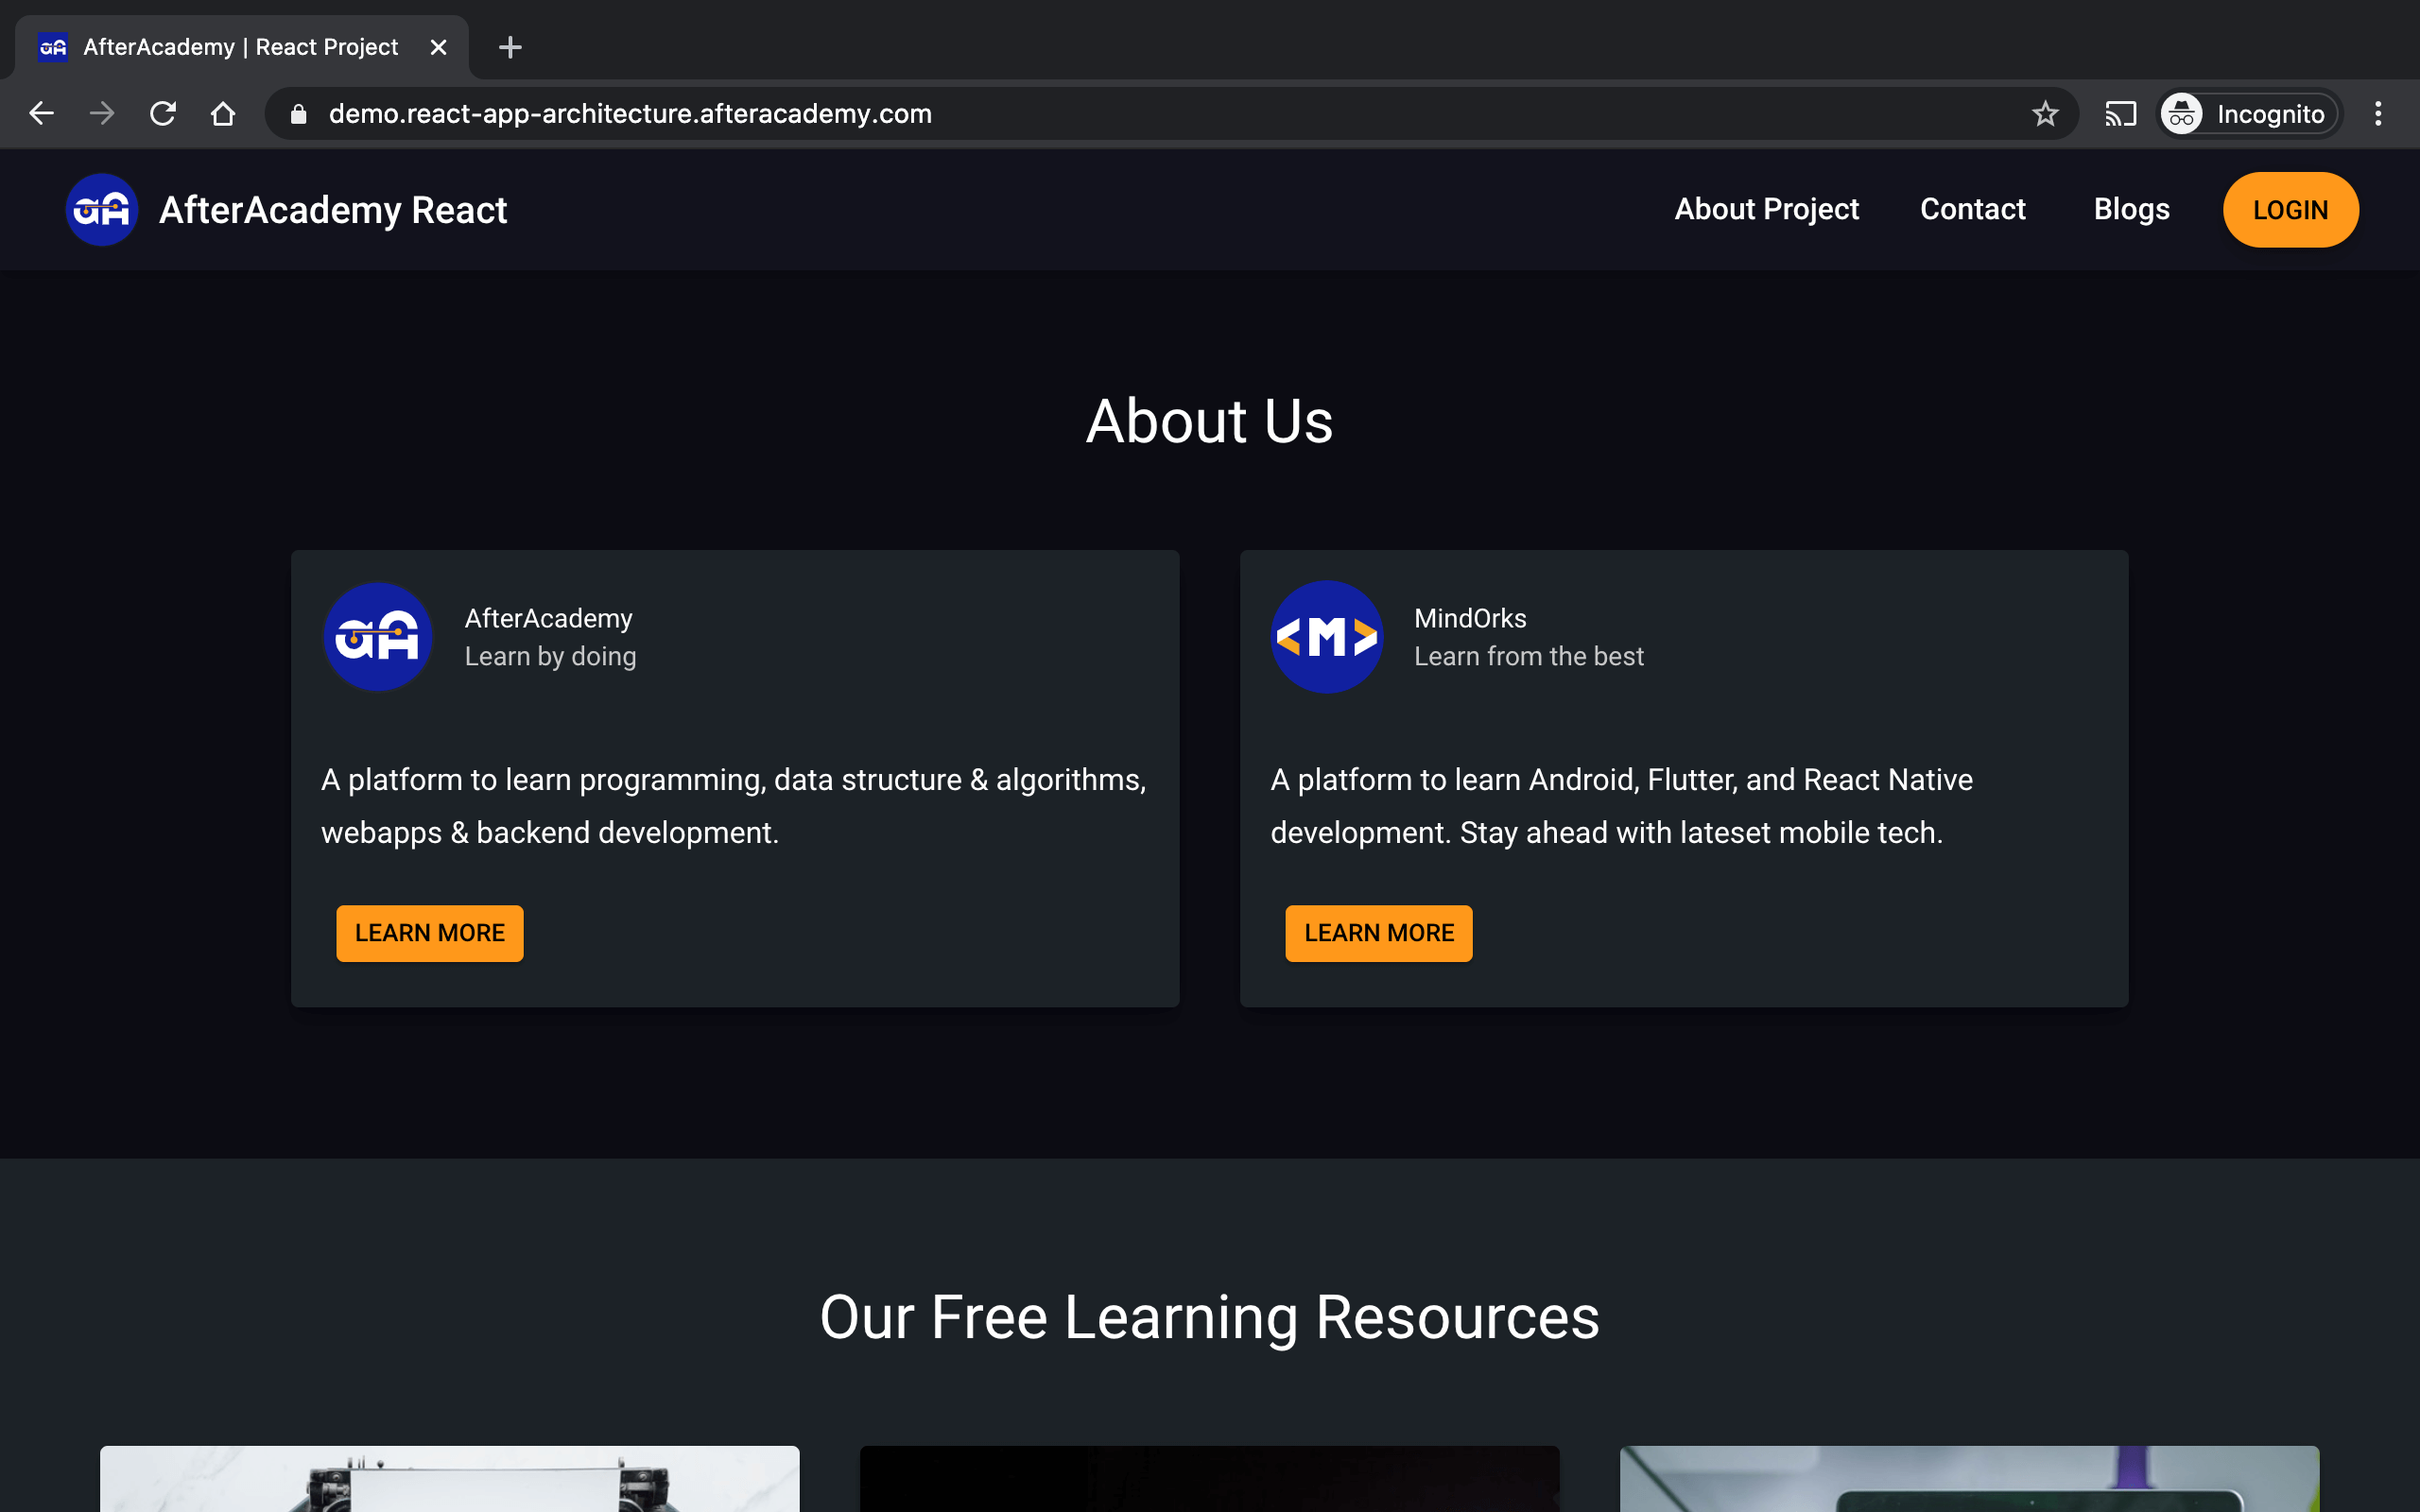 AfterAcademy | React Project
demo.react-app-architecture.afteracademy.com
Incognito
aA AfterAcademy React
About Project
Contact
Blogs
LOGIN
About Us
aA
AfterAcademy
Learn by doing
A platform to learn programming, data structure & algorithms,
webapps & backend development.
LEARN MORE
<M>
MindOrks
Learn from the best
A platform to learn Android, Flutter, and React Native
development. Stay ahead with lateset mobile tech.
LEARN MORE
Our Free Learning Resources